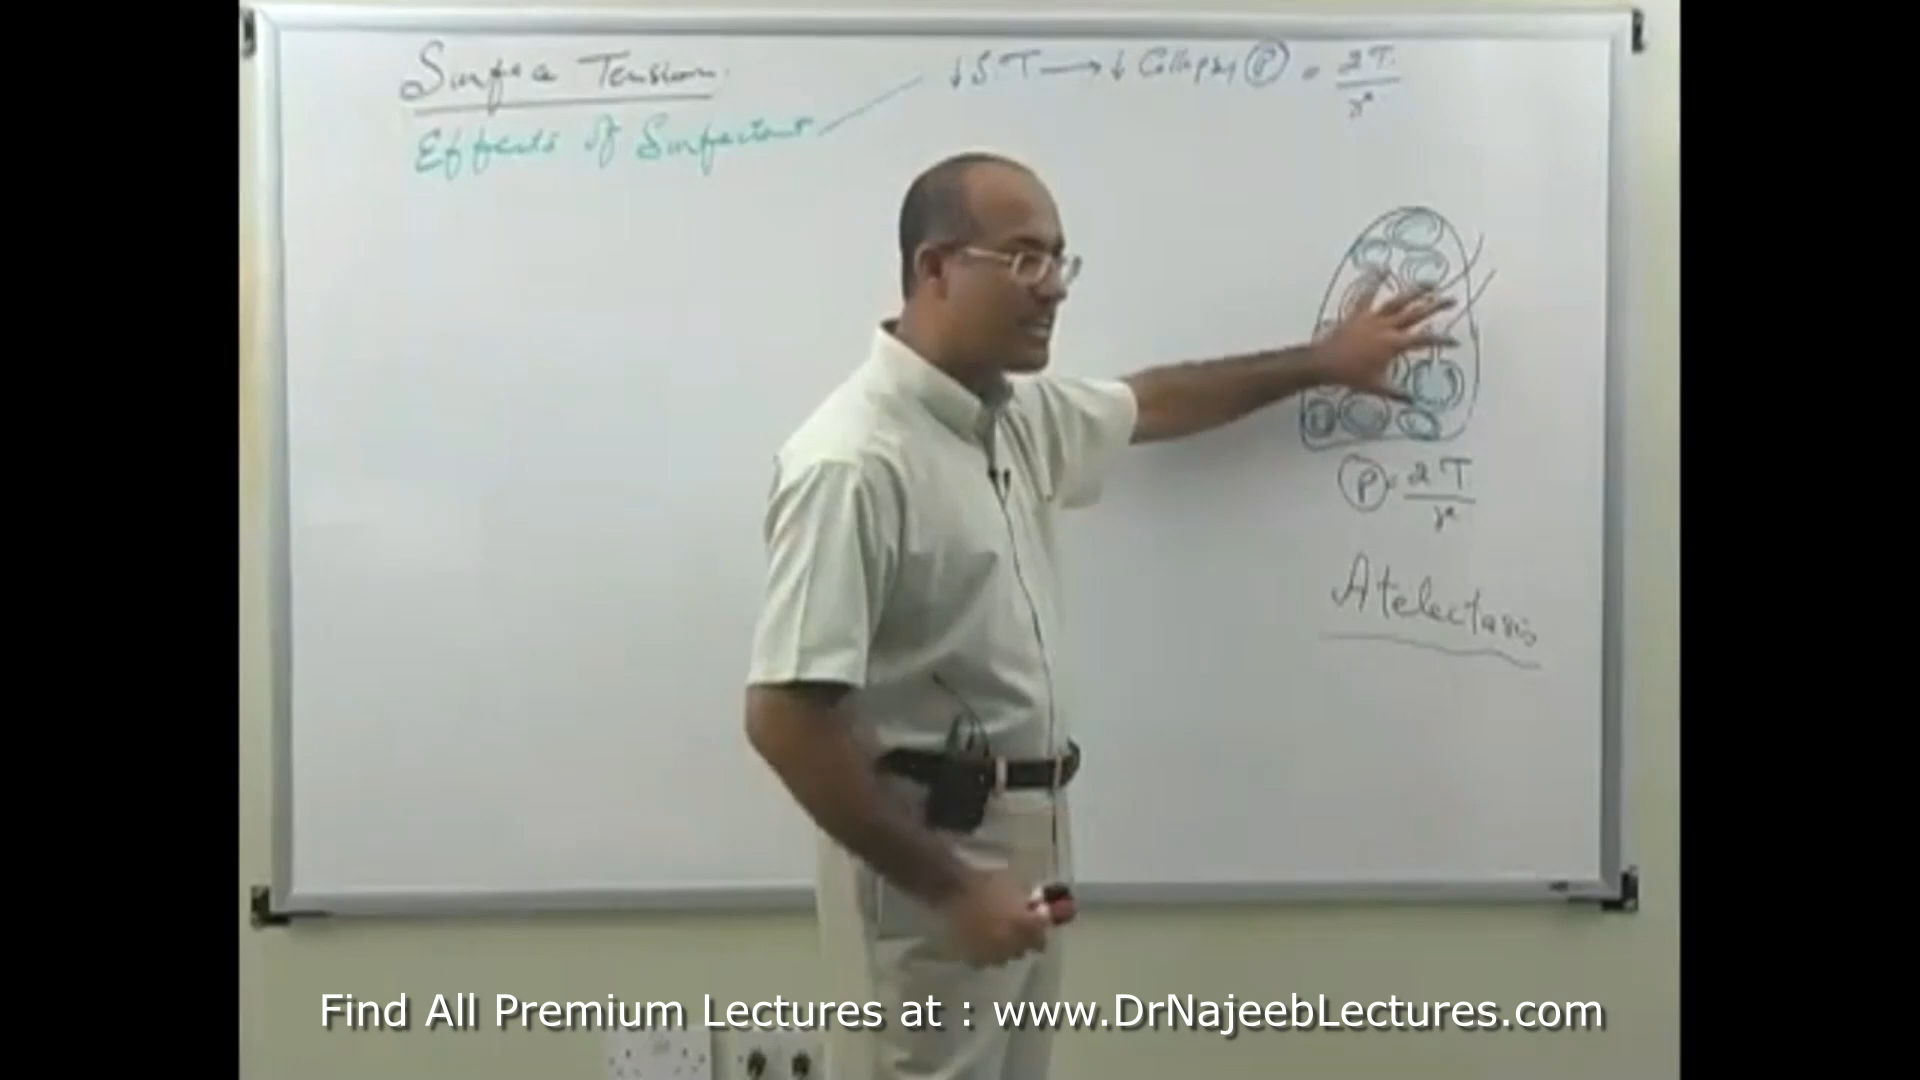 Surface Tension.
↓ S.T → ↓ Collapsing (P) = 2T/r
Effects of Surfactant
(P) = 2T/r
Atelectasis
Find All Premium Lectures at : www.DrNajeebLectures.com